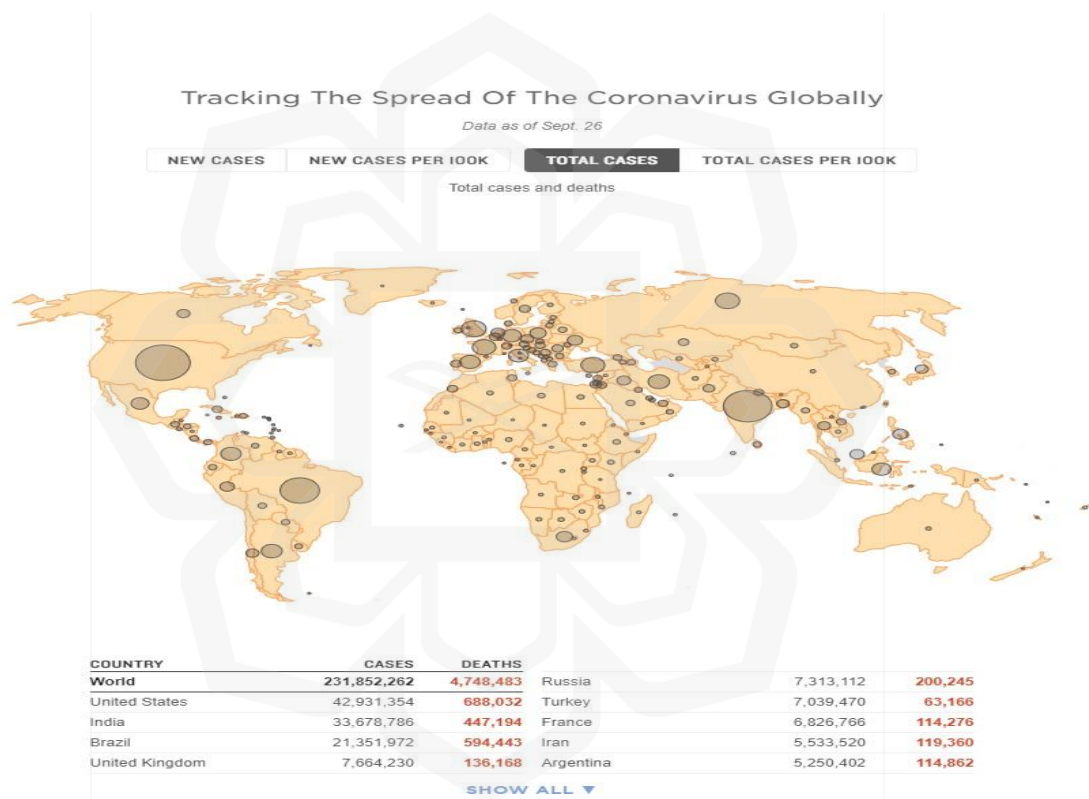 Tracking The Spread Of The Coronavirus Globally
Data as of Sept. 26
NEW CASES NEW CASES PER 100K TOTAL CASES TOTAL CASES PER 100K
Total cases and deaths
COUNTRY CASES DEATHS
World 231,852,262 4,748,483 Russia 7,313,112 200,245
United States 42,931,354 688,032 Turkey 7,039,470 63,166
India 33,678,786 447,194 France 6,826,766 114,276
Brazil 21,351,972 594,443 Iran 5,533,520 119,360
United Kingdom 7,664,230 136,168 Argentina 5,250,402 114,862
SHOW ALL ▼